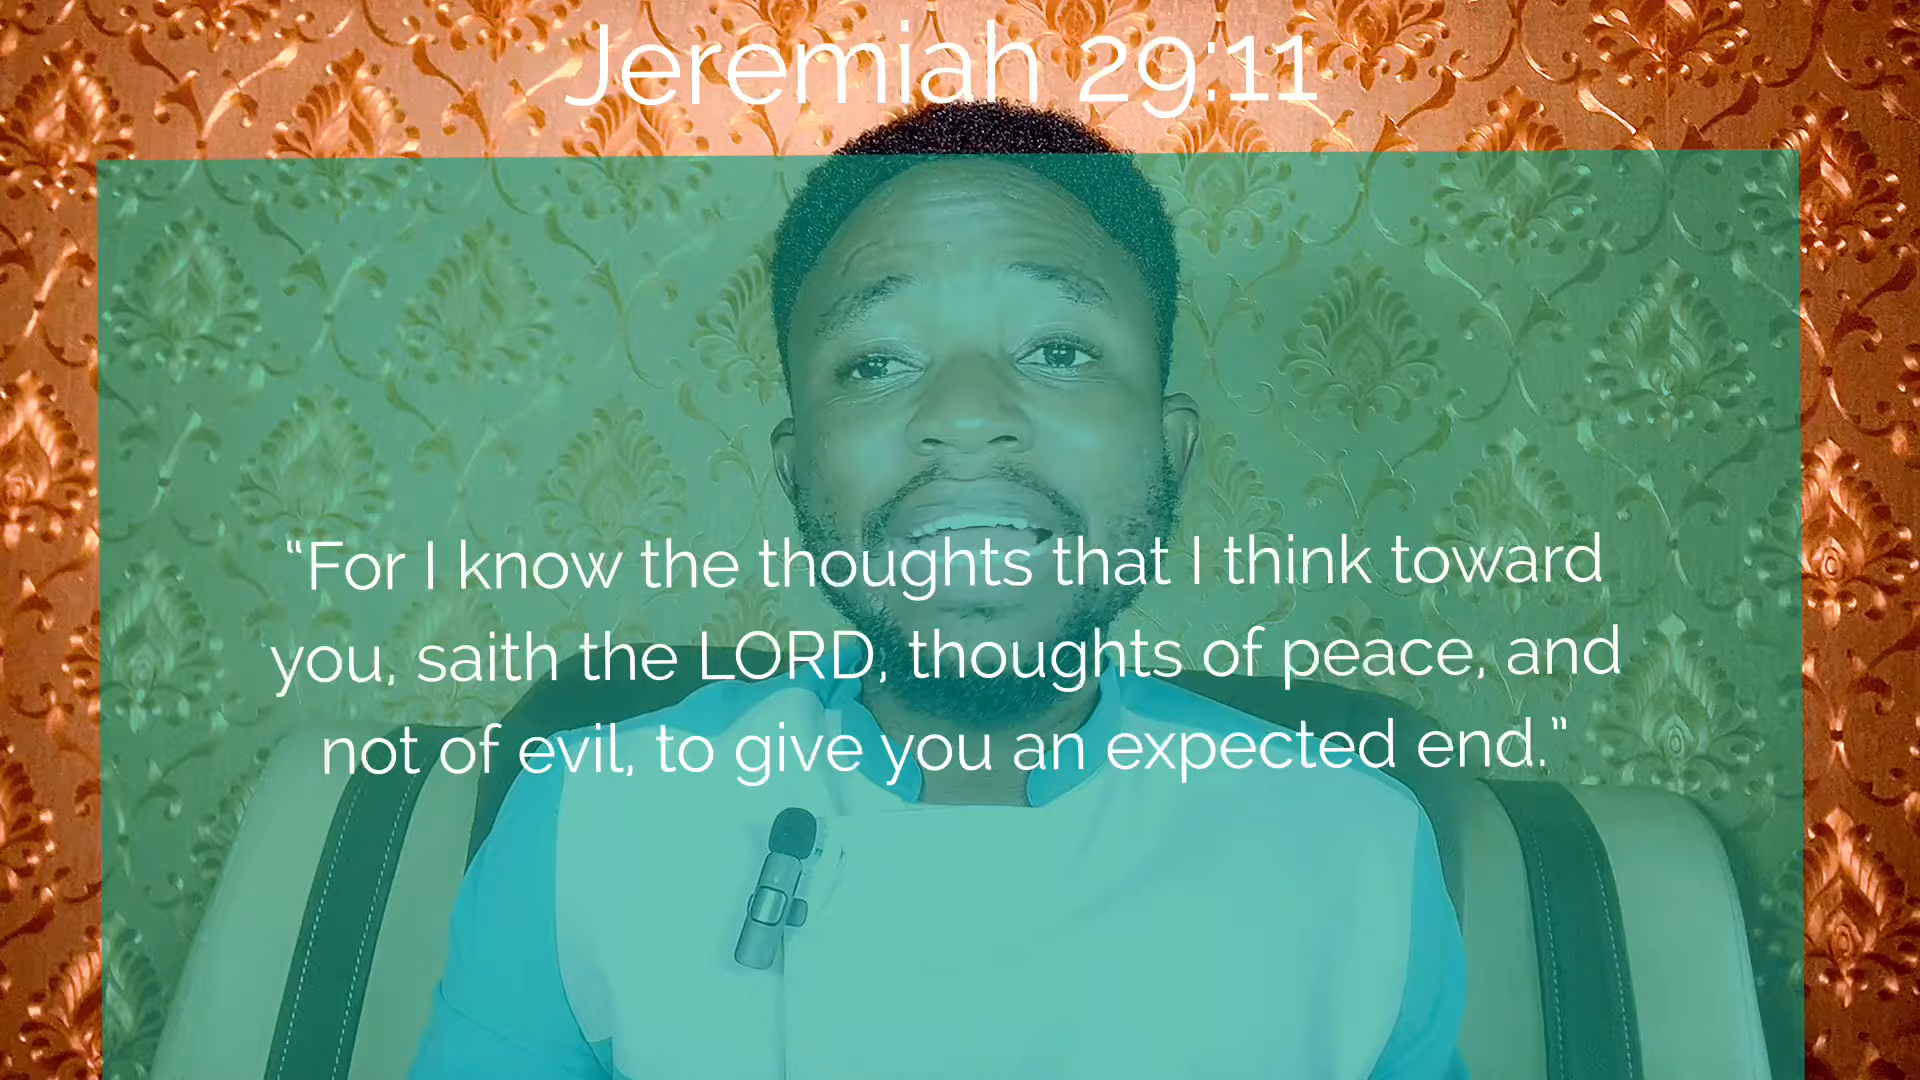 Jeremiah 29:11
“For I know the thoughts that I think toward
you, saith the LORD, thoughts of peace, and
not of evil, to give you an expected end.”